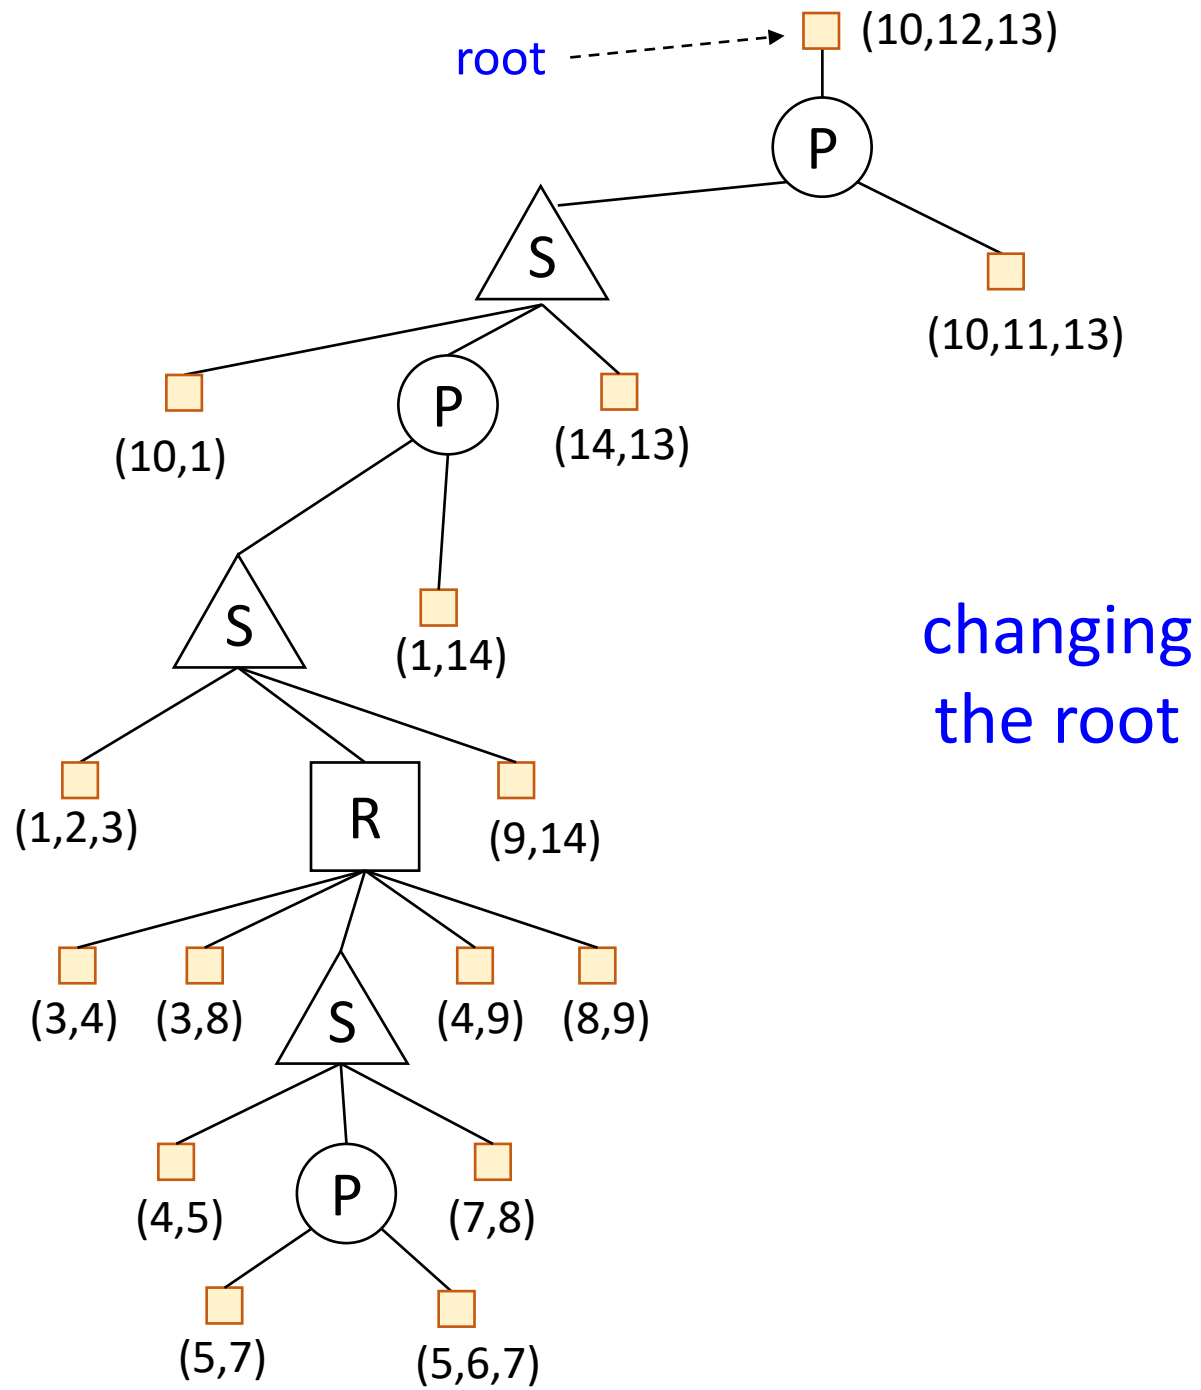 (10,12,13)
root
P
S
(10,11,13)
P
(14,13)
(10,1)
S
(1,14)
changing
the root
R
(1,2,3)
(9,14)
(3,4)
(3,8)
S
(4,9)
(8,9)
P
(4,5)
(7,8)
(5,7)
(5,6,7)